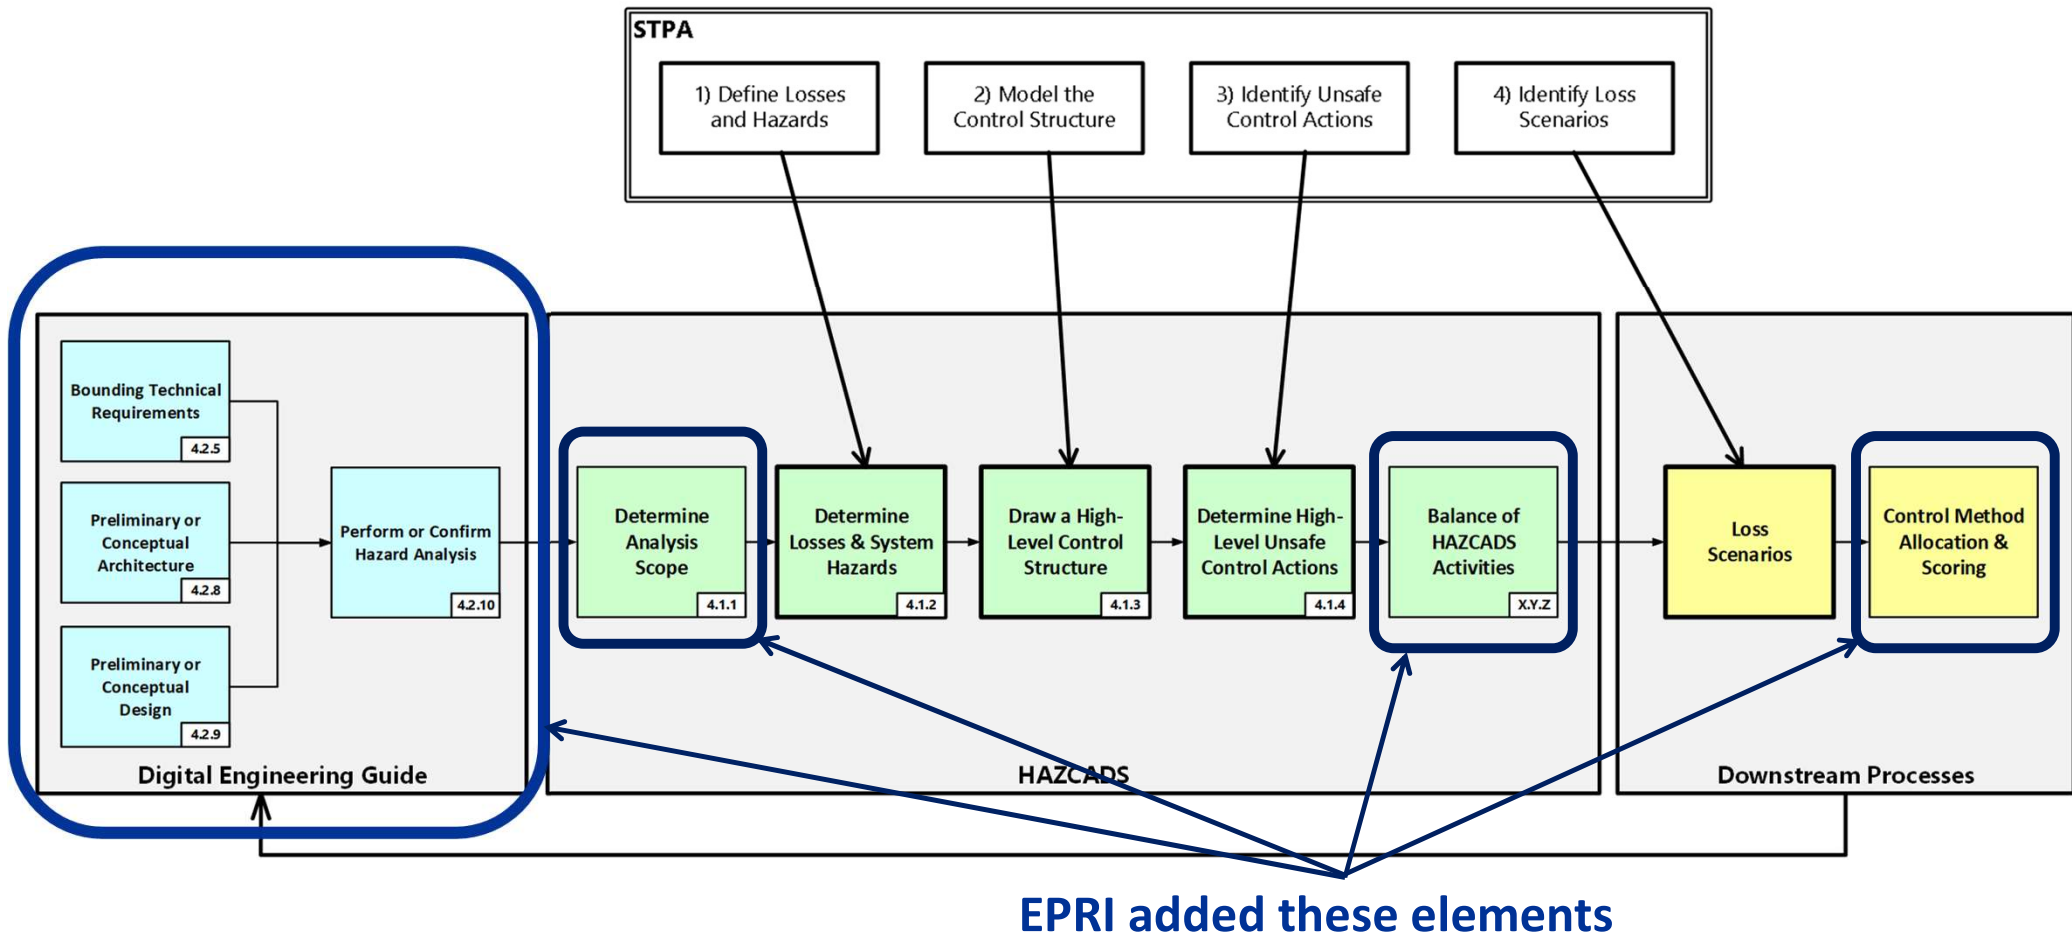 STPA
1) Define Losses
and Hazards
2) Model the
Control Structure
3) Identify Unsafe
Control Actions
4) Identify Loss
Scenarios
Bounding Technical
Requirements
4.2.5
Preliminary or
Conceptual
Architecture
4.2.8
Preliminary or
Conceptual
Design
4.2.9
Perform or Confirm
Hazard Analysis
4.2.10
Digital Engineering Guide
Determine
Analysis
Scope
4.1.1
Determine
Losses & System
Hazards
4.1.2
Draw a High-
Level Control
Structure
4.1.3
Determine High-
Level Unsafe
Control Actions
4.1.4
Balance of
HAZCADS
Activities
X.Y.Z
HAZCADS
Loss
Scenarios
Control Method
Allocation &
Scoring
Downstream Processes
EPRI added these elements